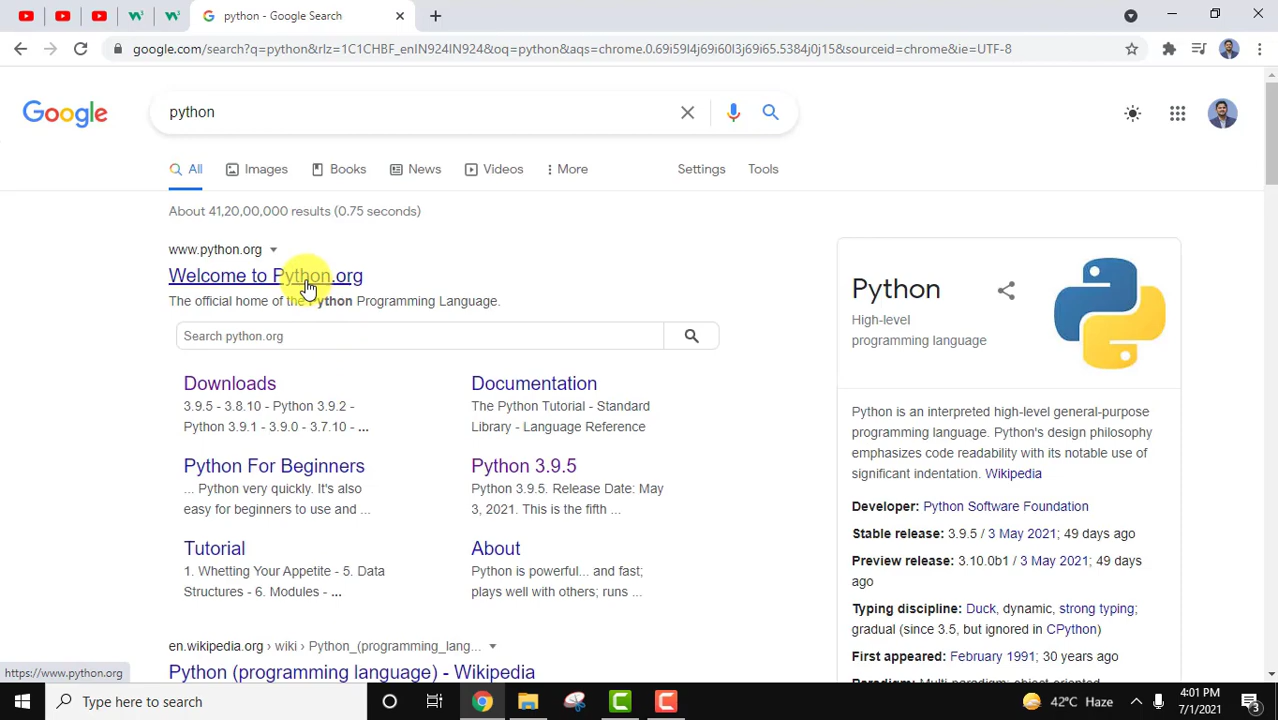 python - Google Search
google.com/search?q=python&rlz=1C1CHBF_enIN924IN924&oq=python&aqs=chrome.0.69i59l4j69i60l3j69i65.5384j0j15&sourceid=chrome&ie=UTF-8
Google
python
All
Images
Books
News
Videos
More
Settings
Tools
About 41,20,00,000 results (0.75 seconds)
www.python.org
Welcome to Python.org
The official home of the Python Programming Language.
Search python.org
Downloads
3.9.5 - 3.8.10 - Python 3.9.2 -
Python 3.9.1 - 3.9.0 - 3.7.10 - ...
Documentation
The Python Tutorial - Standard
Library - Language Reference
Python For Beginners
... Python very quickly. It's also
easy for beginners to use and ...
Python 3.9.5
Python 3.9.5. Release Date: May
3, 2021. This is the fifth ...
Tutorial
1. Whetting Your Appetite - 5. Data
Structures - 6. Modules - ...
About
Python is powerful... and fast;
plays well with others; runs ...
en.wikipedia.org › wiki › Python_(programming_lang...
Python (programming language) - Wikipedia
Python
High-level
programming language
Python is an interpreted high-level general-purpose
programming language. Python's design philosophy
emphasizes code readability with its notable use of
significant indentation. Wikipedia
Developer: Python Software Foundation
Stable release: 3.9.5 / 3 May 2021; 49 days ago
Preview release: 3.10.0b1 / 3 May 2021; 49 days
ago
Typing discipline: Duck, dynamic, strong typing;
gradual (since 3.5, but ignored in CPython)
First appeared: February 1991; 30 years ago
https://www.python.org
Type here to search
42°C Haze
4:01 PM
7/1/2021
3